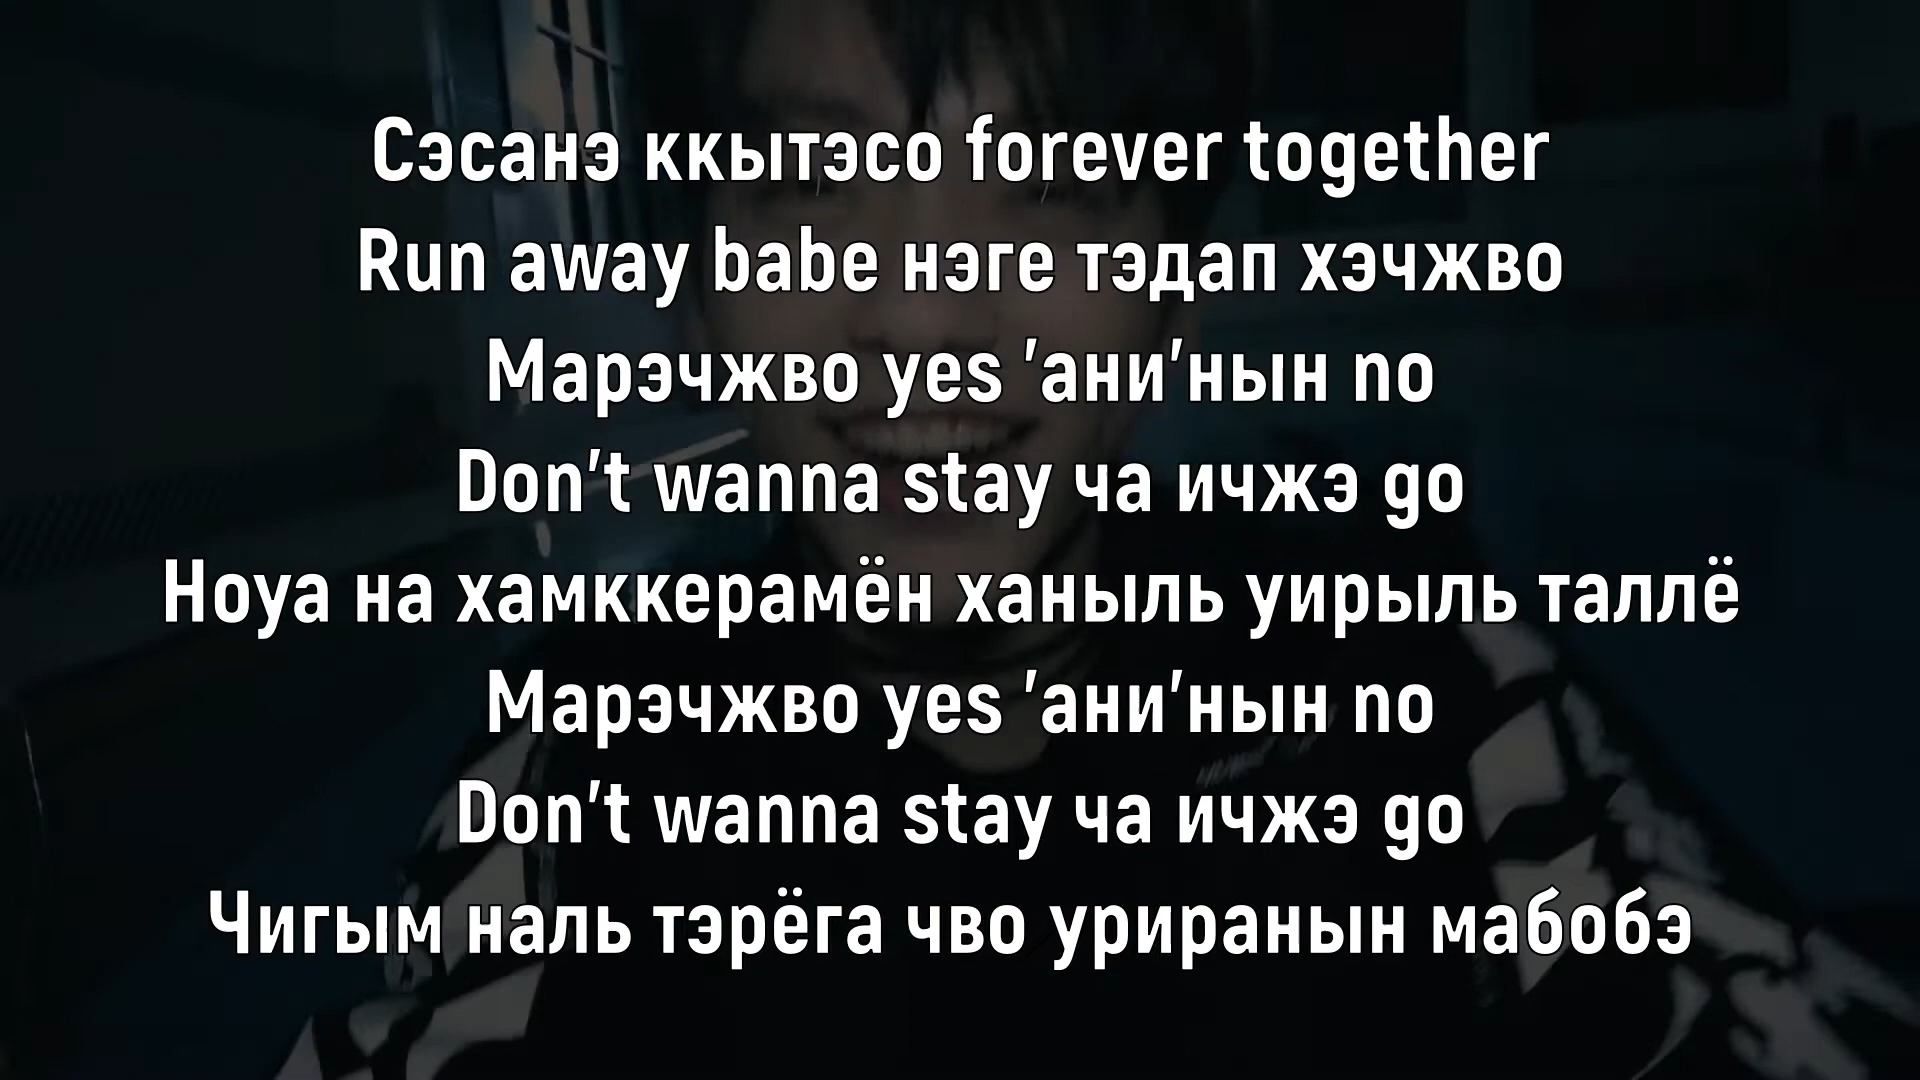 Сэсанэ ккытэсо forever together
Run away babe нэге тэдап хэчжво
Марэчжво yes 'ани'нын no
Don't wanna stay ча ичжэ go
Ноуа на хамккерамён ханыль уирыль таллё
Марэчжво yes 'ани'нын no
Don't wanna stay ча ичжэ go
Чигым наль тэрёга чво уриранын мабобэ